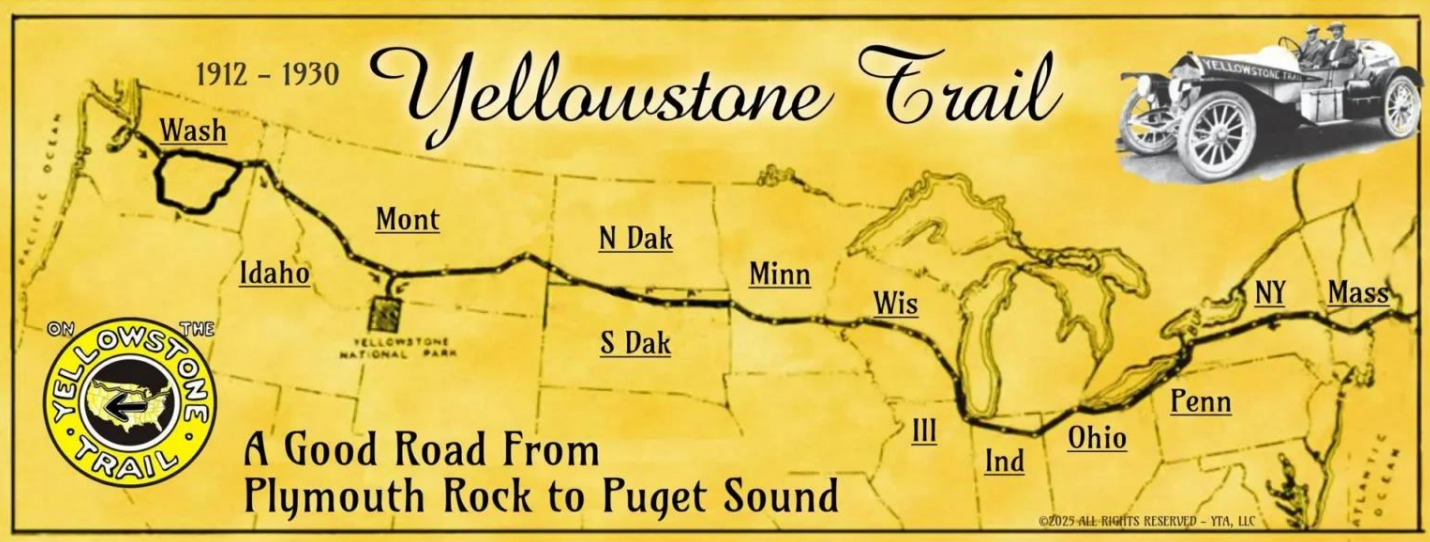 1912 – 1930
Yellowstone Trail
YELLOWSTONE TRAIL
PACIFIC OCEAN
Wash
Mont
Idaho
N Dak
S Dak
Minn
Wis
Ill
Ind
Ohio
Penn
NY
Mass
YELLOWSTONE
NATIONAL PARK
ON THE
YELLOWSTONE
TRAIL
A Good Road From
Plymouth Rock to Puget Sound
ATLANTIC
OCEAN
©2025 ALL RIGHTS RESERVED – YTA, LLC